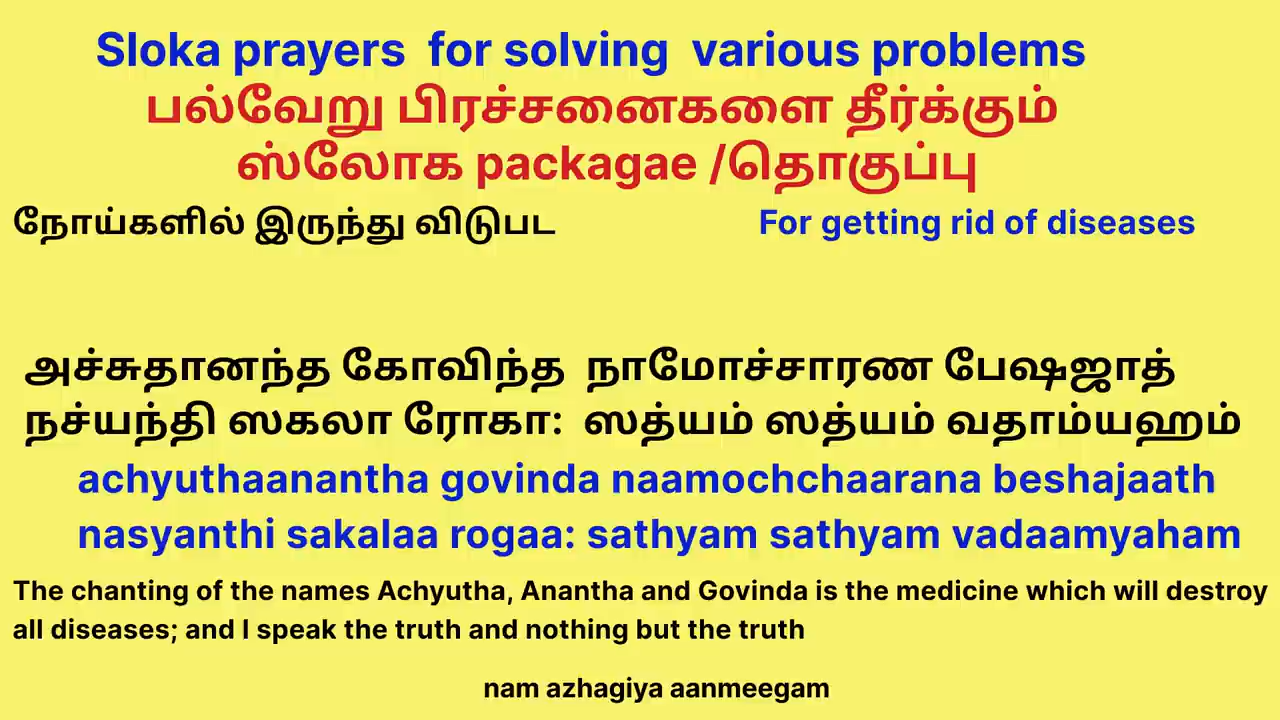 Sloka prayers for solving various problems
பல்வேறு பிரச்சனைகளை தீர்க்கும்
ஸ்லோக packagae /தொகுப்பு
நோய்களில் இருந்து விடுபட For getting rid of diseases
அச்சுதானந்த கோவிந்த நாமோச்சாரண பேஷஜாத்
நச்யந்தி ஸகலா ரோகா: ஸத்யம் ஸத்யம் வதாம்யஹம்
achyuthaanantha govinda naamochchaarana beshajaath
nasyanthi sakalaa rogaa: sathyam sathyam vadaamyaham
The chanting of the names Achyutha, Anantha and Govinda is the medicine which will destroy
all diseases; and I speak the truth and nothing but the truth
nam azhagiya aanmeegam